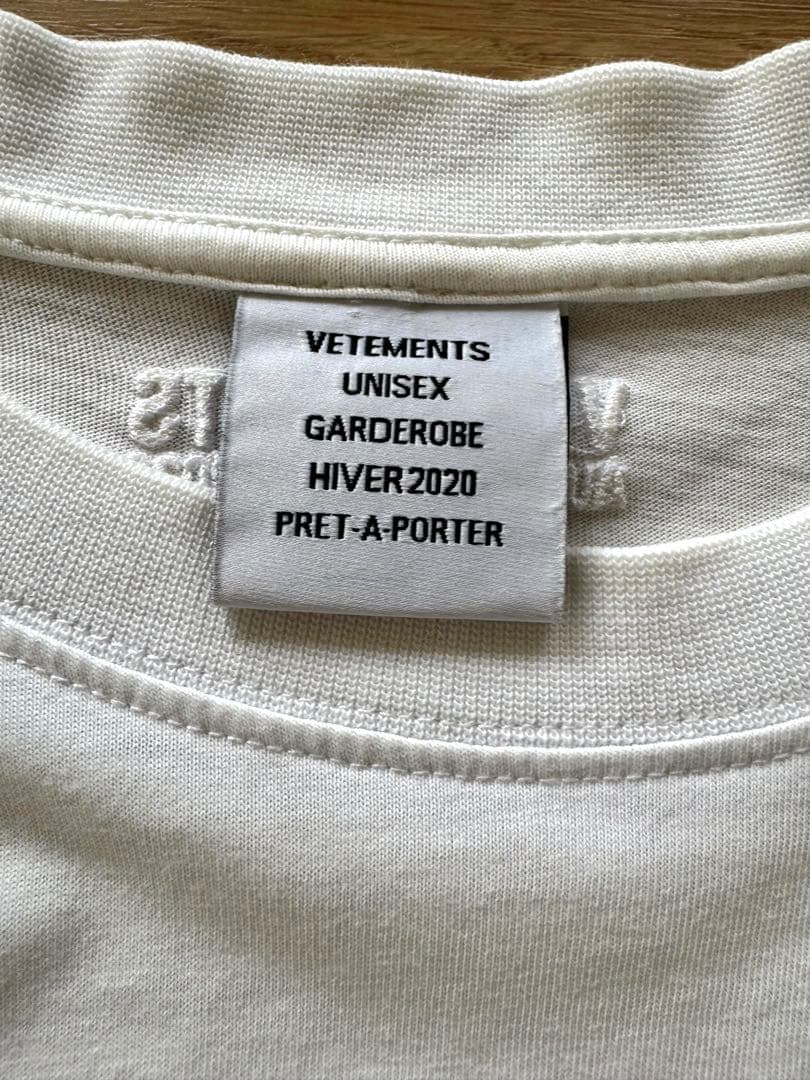 VETEMENTS
UNISEX
GARDEROBE
HIVER 2020
PRET-A-PORTER